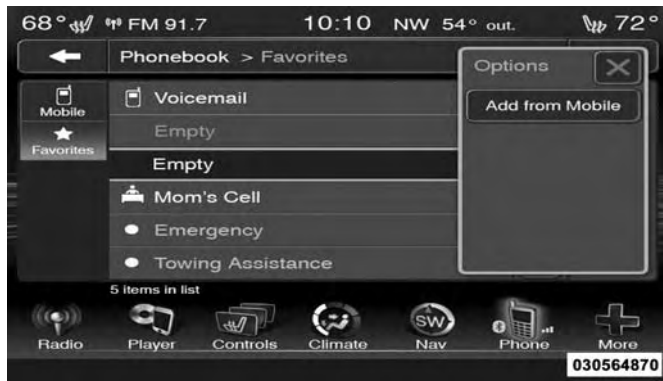 68° FM 91.7 10:10 NW 54° out. 72°
Phonebook > Favorites
Options
Mobile
Voicemail
Add from Mobile
Empty
Favorites
Empty
Mom's Cell
Emergency
Towing Assistance
5 items in list
SW
Radio Player Controls Climate Nav Phone More
030564870